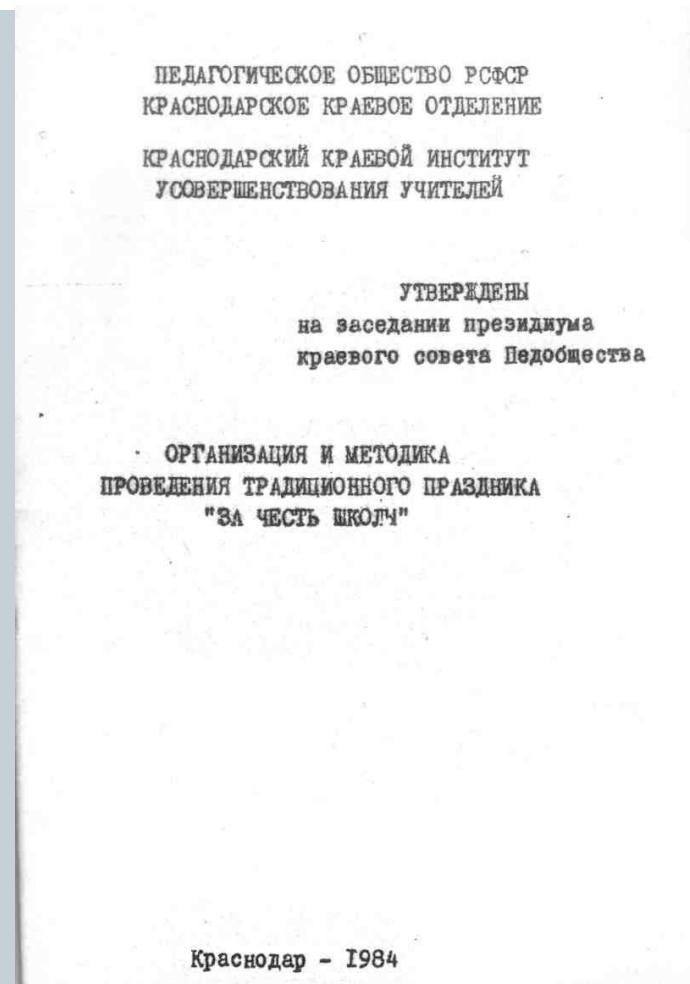 ПЕДАГОГИЧЕСКОЕ ОБЩЕСТВО РСФСР
КРАСНОДАРСКОЕ КРАЕВОЕ ОТДЕЛЕНИЕ
КРАСНОДАРСКИЙ КРАЕВОЙ ИНСТИТУТ
УСОВЕРШЕНСТВОВАНИЯ УЧИТЕЛЕЙ
УТВЕРЖДЕНЫ
на заседании президиума
краевого совета Педобщества
ОРГАНИЗАЦИЯ И МЕТОДИКА
ПРОВЕДЕНИЯ ТРАДИЦИОННОГО ПРАЗДНИКА
"ЗА ЧЕСТЬ ШКОЛЧ"
Краснодар - 1984